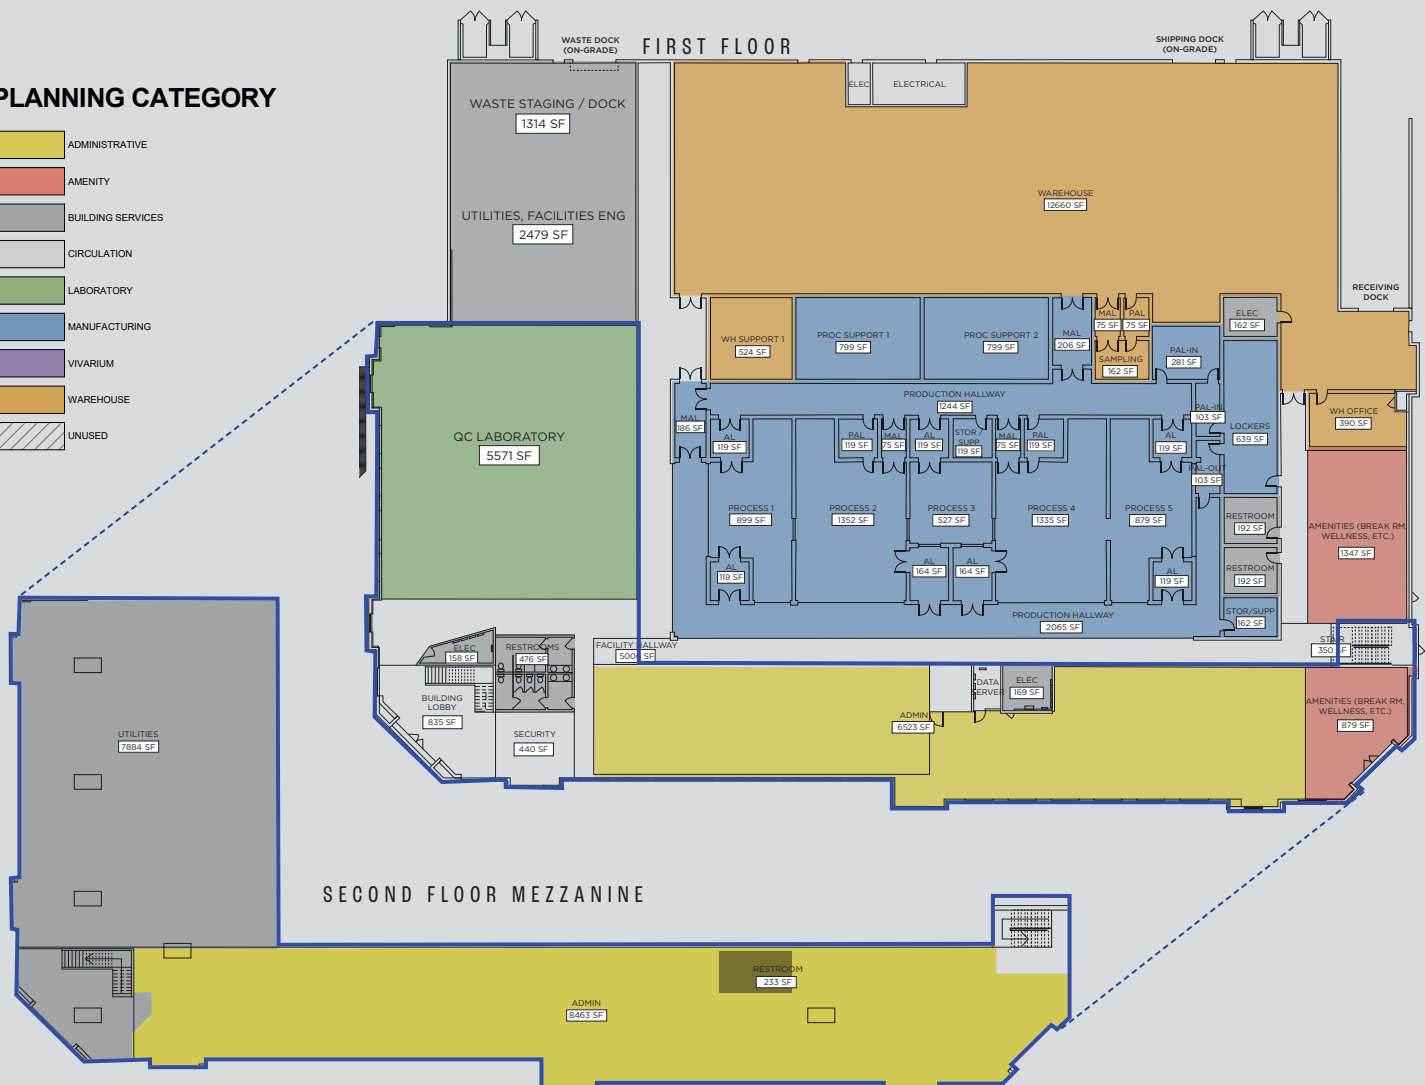 WASTE DOCK
(ON-GRADE)
FIRST FLOOR
SHIPPING DOCK
(ON-GRADE)
PLANNING CATEGORY
ADMINISTRATIVE
AMENITY
BUILDING SERVICES
CIRCULATION
LABORATORY
MANUFACTURING
VIVARIUM
WAREHOUSE
UNUSED
WASTE STAGING / DOCK
1314 SF
UTILITIES, FACILITIES ENG
2479 SF
ELEC
ELECTRICAL
WAREHOUSE
12660 SF
RECEIVING
DOCK
WH SUPPORT 1
524 SF
PROC SUPPORT 1
799 SF
PROC SUPPORT 2
799 SF
MAL
206 SF
MAL
75 SF
PAL
75 SF
SAMPLING
162 SF
PAL-IN
281 SF
ELEC
162 SF
PRODUCTION HALLWAY
1244 SF
PAL-IN
103 SF
LOCKERS
639 SF
WH OFFICE
390 SF
QC LABORATORY
5571 SF
MAL
186 SF
AL
119 SF
PAL
119 SF
MAL
75 SF
AL
119 SF
STOR /
SUPP
119 SF
MAL
75 SF
PAL
119 SF
AL
119 SF
PAL-OUT
103 SF
PROCESS 1
899 SF
PROCESS 2
1352 SF
PROCESS 3
527 SF
PROCESS 4
1335 SF
PROCESS 5
879 SF
RESTROOM
192 SF
AMENITIES (BREAK RM,
WELLNESS, ETC.)
1347 SF
AL
119 SF
AL
164 SF
AL
164 SF
AL
119 SF
RESTROOM
192 SF
PRODUCTION HALLWAY
2065 SF
STOR/SUPP
162 SF
ELEC
158 SF
RESTROOMS
476 SF
FACILITY HALLWAY
500 SF
STAIR
350 SF
BUILDING
LOBBY
835 SF
SECURITY
440 SF
ADMIN
6523 SF
DATA
SERVER
ELEC
169 SF
AMENITIES (BREAK RM,
WELLNESS, ETC.)
879 SF
UTILITIES
7884 SF
SECOND FLOOR MEZZANINE
RESTROOM
233 SF
ADMIN
8463 SF